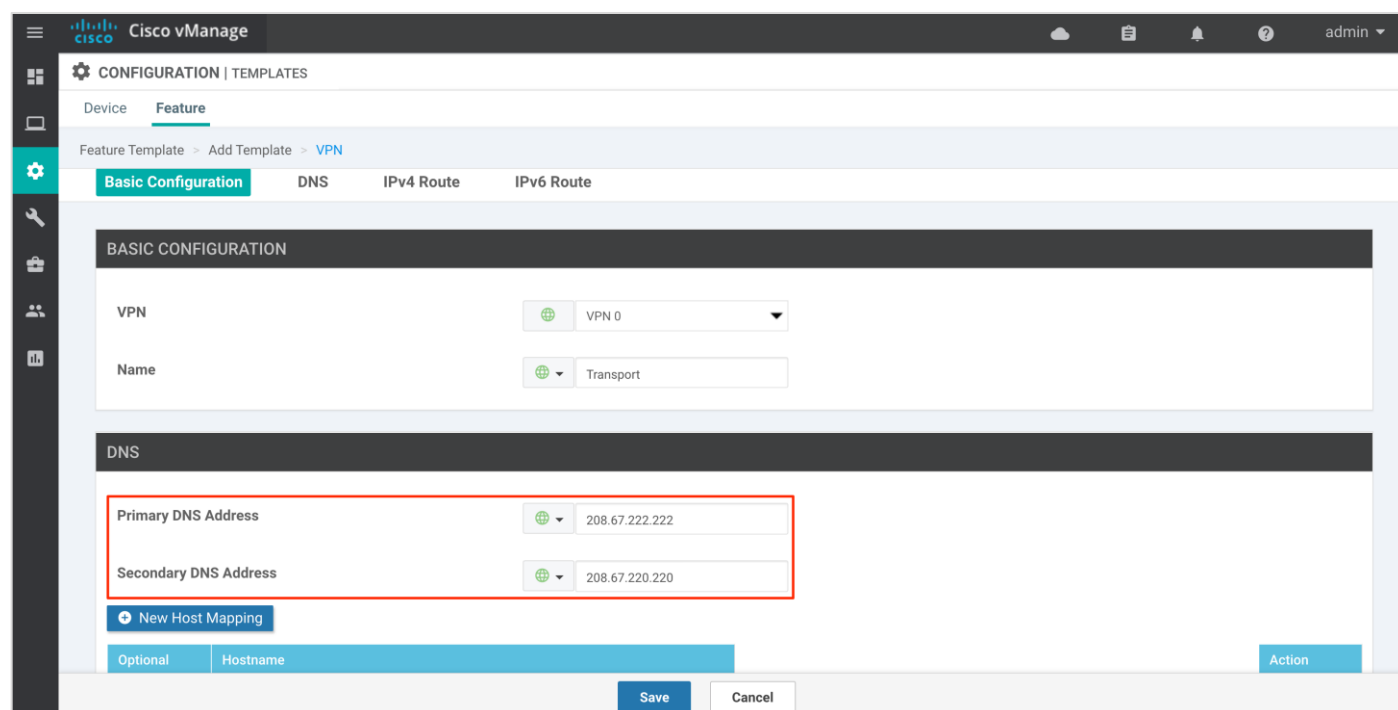 cisco Cisco vManage admin
CONFIGURATION | TEMPLATES
Device Feature
Feature Template > Add Template > VPN
Basic Configuration DNS IPv4 Route IPv6 Route
BASIC CONFIGURATION
VPN VPN 0
Name Transport
DNS
Primary DNS Address 208.67.222.222
Secondary DNS Address 208.67.220.220
New Host Mapping
Optional Hostname Action
Save Cancel